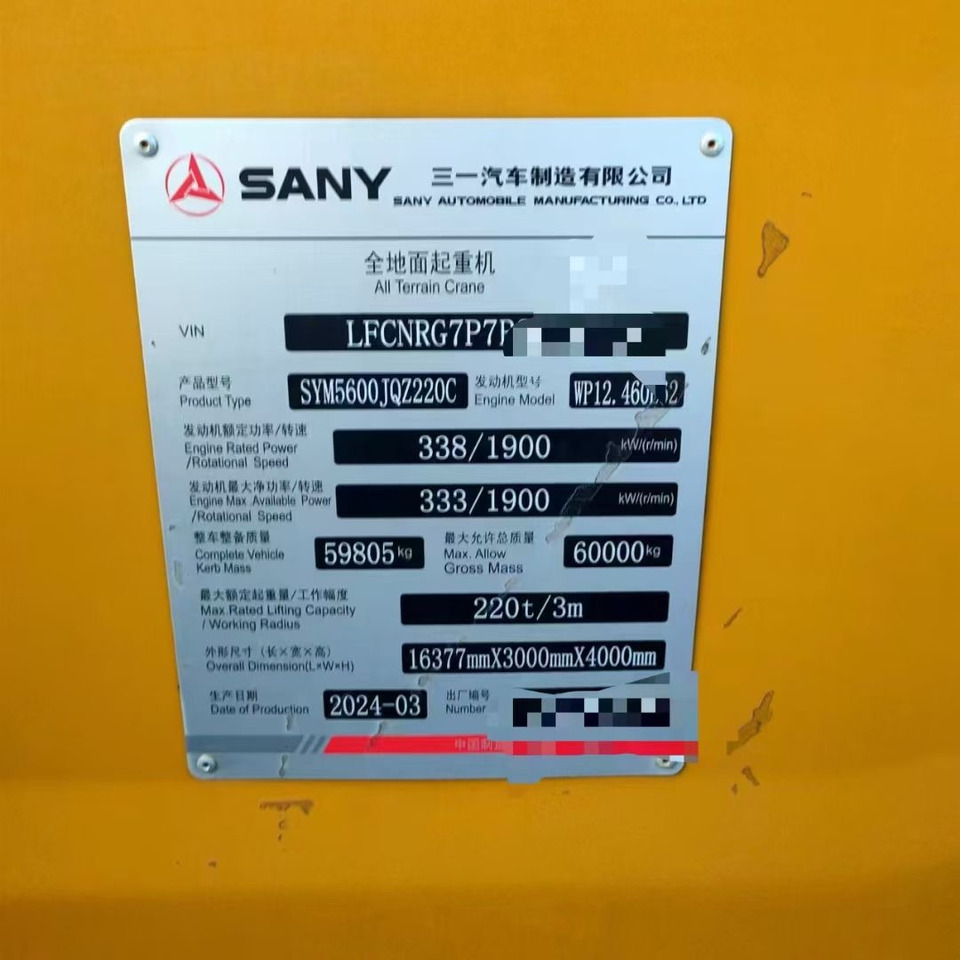 SANY 三一汽车制造有限公司
SANY AUTOMOBILE MANUFACTURING CO., LTD
全地面起重机
All Terrain Crane
VIN LFCNRG7P7
产品型号 SYM5600JQZ220C 发动机型号
Product Type Engine Model
发动机额定功率/转速
Engine Rated Power 338/1900 kW/(r/min)
/Rotational Speed
发动机最大净功率/转速
Engine Max. Available Power 333/1900 kW/(r/min)
/Rotational Speed
整车整备质量 最大允许总质量
Complete Vehicle 59805kg Max. Allow 60000kg
Kerb Mass Gross Mass
最大额定起重量/工作幅度
Max.Rated Lifting Capacity 220t/3m
/ Working Radius
外形尺寸（长×宽×高） 16377mmX3000mmX4000mm
Overall Dimension(L×W×H)
生产日期 2024-03 出厂编号
Date of Production Number
中国制造